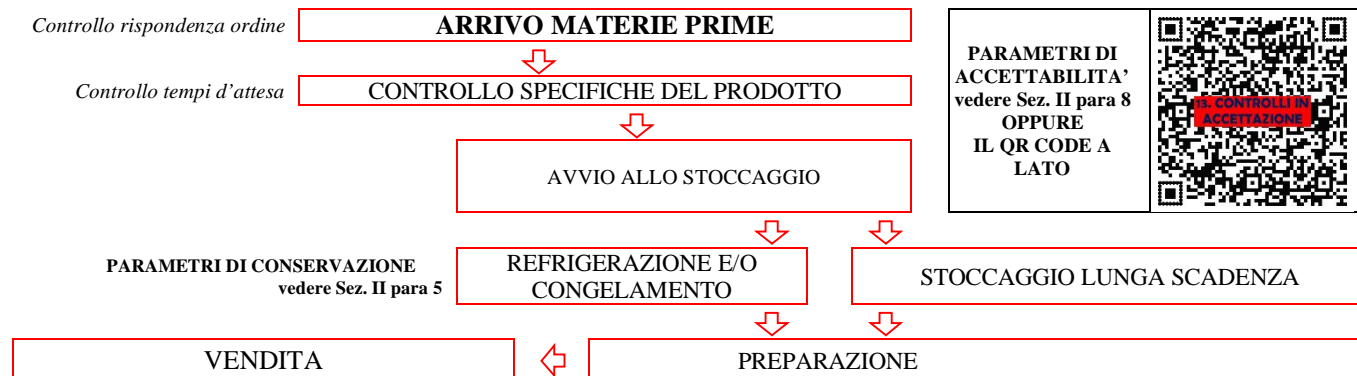 Controllo rispondenza ordine
ARRIVO MATERIE PRIME
Controllo tempi d'attesa
CONTROLLO SPECIFICHE DEL PRODOTTO
PARAMETRI DI
ACCETTABILITA'
vedere Sez. II para 8
OPPURE
IL QR CODE A
LATO
13. CONTROLLI IN
ACCETTAZIONE
AVVIO ALLO STOCCAGGIO
PARAMETRI DI CONSERVAZIONE
vedere Sez. II para 5
REFRIGERAZIONE E/O
CONGELAMENTO
STOCCAGGIO LUNGA SCADENZA
VENDITA
PREPARAZIONE